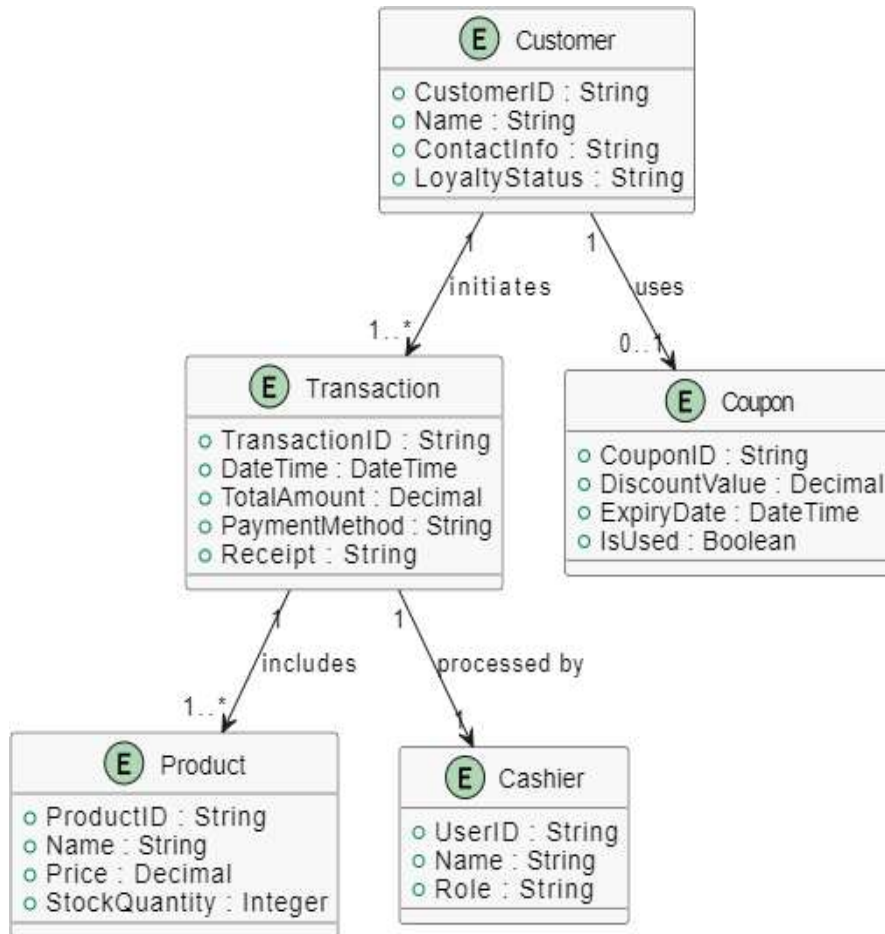 E Customer
CustomerID : String
Name : String
ContactInfo : String
LoyaltyStatus : String
1 1
initiates uses
1..* 0..1
E Transaction
TransactionID : String
DateTime : DateTime
TotalAmount : Decimal
PaymentMethod : String
Receipt : String
E Coupon
CouponID : String
DiscountValue : Decimal
ExpiryDate : DateTime
IsUsed : Boolean
1 1
includes processed by
1..* 1
E Product
ProductID : String
Name : String
Price : Decimal
StockQuantity : Integer
E Cashier
UserID : String
Name : String
Role : String